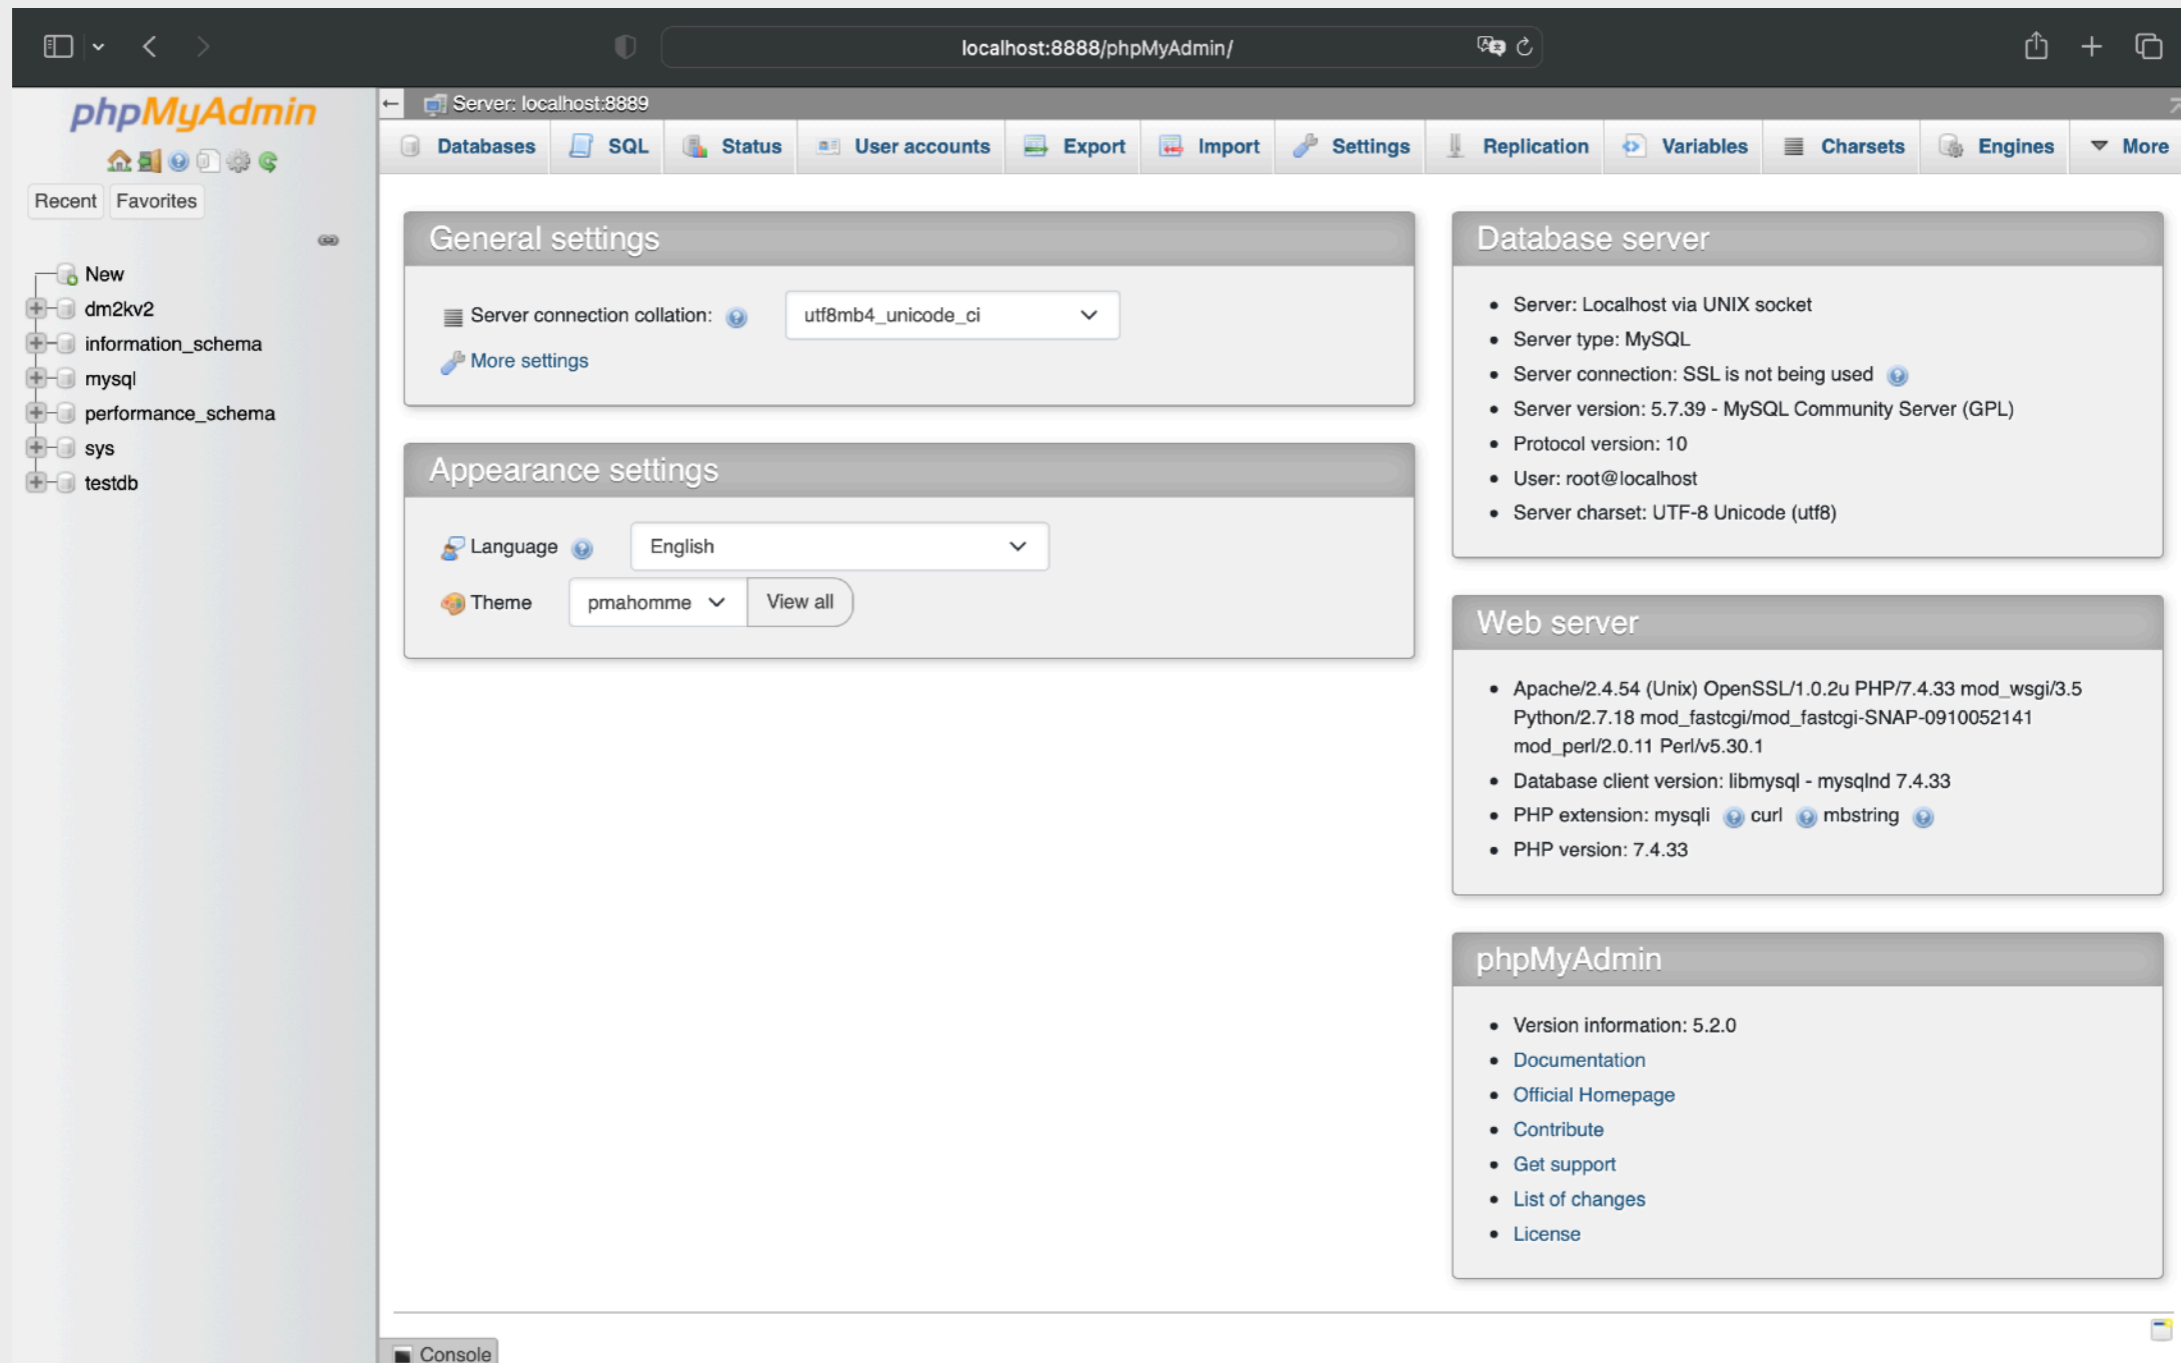 localhost:8888/phpMyAdmin/
phpMyAdmin
Recent Favorites
New
dm2kv2
information_schema
mysql
performance_schema
sys
testdb
Server: localhost:8889
Databases SQL Status User accounts Export Import Settings Replication Variables Charsets Engines More
General settings
Server connection collation: utf8mb4_unicode_ci
More settings
Appearance settings
Language English
Theme pmahomme View all
Database server
Server: Localhost via UNIX socket
Server type: MySQL
Server connection: SSL is not being used
Server version: 5.7.39 - MySQL Community Server (GPL)
Protocol version: 10
User: root@localhost
Server charset: UTF-8 Unicode (utf8)
Web server
Apache/2.4.54 (Unix) OpenSSL/1.0.2u PHP/7.4.33 mod_wsgi/3.5
Python/2.7.18 mod_fastcgi/mod_fastcgi-SNAP-0910052141
mod_perl/2.0.11 Perl/v5.30.1
Database client version: libmysql - mysqlnd 7.4.33
PHP extension: mysqli curl mbstring
PHP version: 7.4.33
phpMyAdmin
Version information: 5.2.0
Documentation
Official Homepage
Contribute
Get support
List of changes
License
Console